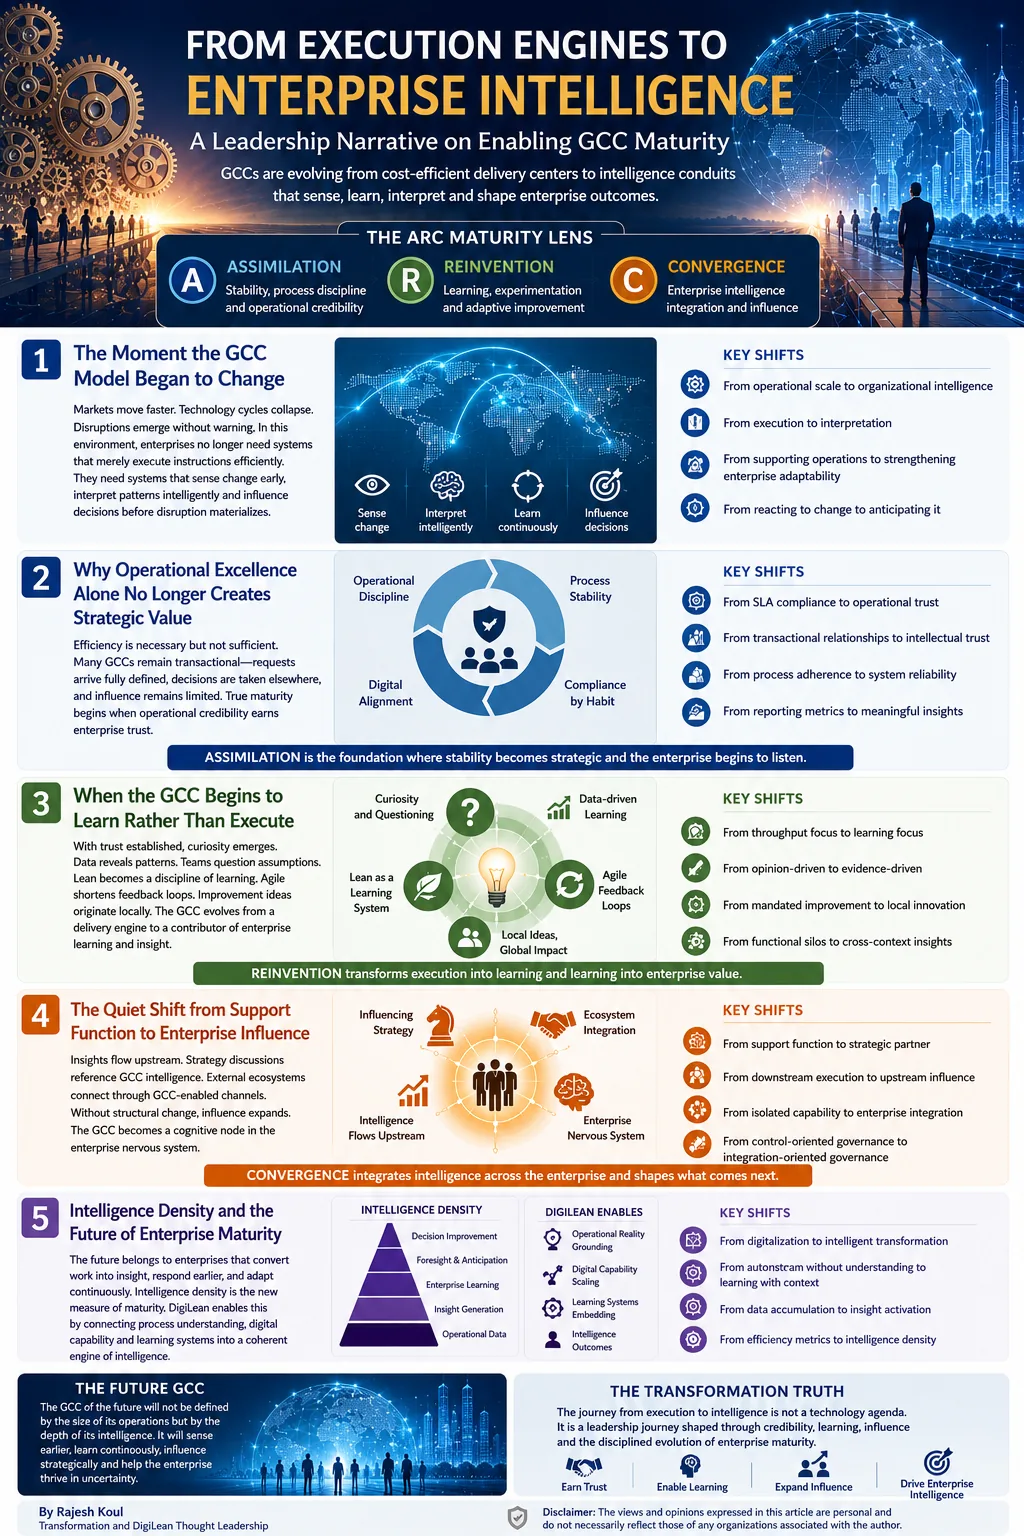 FROM EXECUTION ENGINES TO
ENTERPRISE INTELLIGENCE
A Leadership Narrative on Enabling GCC Maturity
GCCs are evolving from cost-efficient delivery centers to intelligence conduits
that sense, learn, interpret and shape enterprise outcomes.
THE ARC MATURITY LENS
A
ASSIMILATION
Stability, process discipline
and operational credibility
R
REINVENTION
Learning, experimentation
and adaptive improvement
C
CONVERGENCE
Enterprise intelligence
integration and influence
1
The Moment the GCC
Model Began to Change
Markets move faster. Technology cycles collapse.
Disruptions emerge without warning. In this
environment, enterprises no longer need systems
that merely execute instructions efficiently.
They need systems that sense change early,
interpret patterns intelligently and influence
decisions before disruption materializes.
Sense
change
Interpret
intelligently
Learn
continuously
Influence
decisions
KEY SHIFTS
From operational scale to organizational intelligence
From execution to interpretation
From supporting operations to strengthening
enterprise adaptability
From reacting to change to anticipating it
2
Why Operational Excellence
Alone No Longer Creates
Strategic Value
Efficiency is necessary but not sufficient.
Many GCCs remain transactional—requests
arrive fully defined, decisions are taken elsewhere,
and influence remains limited. True maturity
begins when operational credibility earns
enterprise trust.
Operational
Discipline
Process
Stability
Digital
Alignment
Compliance
by Habit
KEY SHIFTS
From SLA compliance to operational trust
From transactional relationships to intellectual trust
From process adherence to system reliability
From reporting metrics to meaningful insights
ASSIMILATION is the foundation where stability becomes strategic and the enterprise begins to listen.
3
When the GCC Begins to
Learn Rather Than Execute
With trust established, curiosity emerges.
Data reveals patterns. Teams question assumptions.
Lean becomes a discipline of learning. Agile
shortens feedback loops. Improvement ideas
originate locally. The GCC evolves from a
delivery engine to a contributor of enterprise
learning and insight.
Curiosity
and Questioning
?
Data-driven
Learning
Lean as a
Learning
System
Agile
Feedback
Loops
Local Ideas,
Global Impact
KEY SHIFTS
From throughput focus to learning focus
From opinion-driven to evidence-driven
From mandated improvement to local innovation
From functional silos to cross-context insights
REINVENTION transforms execution into learning and learning into enterprise value.
4
The Quiet Shift from Support
Function to Enterprise Influence
Insights flow upstream. Strategy discussions
reference GCC intelligence. External ecosystems
connect through GCC-enabled channels.
Without structural change, influence expands.
The GCC becomes a cognitive node in the
enterprise nervous system.
Influencing
Strategy
Ecosystem
Integration
Intelligence
Flows Upstream
Enterprise
Nervous System
KEY SHIFTS
From support function to strategic partner
From downstream execution to upstream influence
From isolated capability to enterprise integration
From control-oriented governance to
integration-oriented governance
CONVERGENCE integrates intelligence across the enterprise and shapes what comes next.
5
Intelligence Density and the
Future of Enterprise Maturity
The future belongs to enterprises that convert
work into insight, respond earlier, and adapt
continuously. Intelligence density is the new
measure of maturity. DigiLean enables this
by connecting process understanding, digital
capability and learning systems into a coherent
engine of intelligence.
INTELLIGENCE DENSITY
Decision Improvement
Foresight & Anticipation
Enterprise Learning
Insight Generation
Operational Data
DIGILEAN ENABLES
Operational Reality
Grounding
Digital Capability
Scaling
Learning Systems
Embedding
Intelligence
Outcomes
KEY SHIFTS
From digitalization to intelligent transformation
From autonstcam without understanding to
learning with context
From data accumulation to insight activation
From efficiency metrics to intelligence density
THE FUTURE GCC
The GCC of the future will not be defined
by the size of its operations but by the
depth of its intelligence. It will sense
earlier, learn continoously, influence
strategically and help the enterprise
thrive in uncertainty.
THE TRANSFORMATION TRUTH
The journey from execution to intelligence is not a technology agenda.
It is a leadership journey shaped through credibility, learning, influence
and the disciplined evolution of enterprise maturity.
Earn Trust
Enable Learning
Expand Influence
Drive Enterprise
Intelligence
By Rajesh Koul
Transformation and DigiLean Thought Leadership
Disclaimer: The views and opinions expressed in this article are personal and
do not necessarily reflect those of any organizations associated with the author.